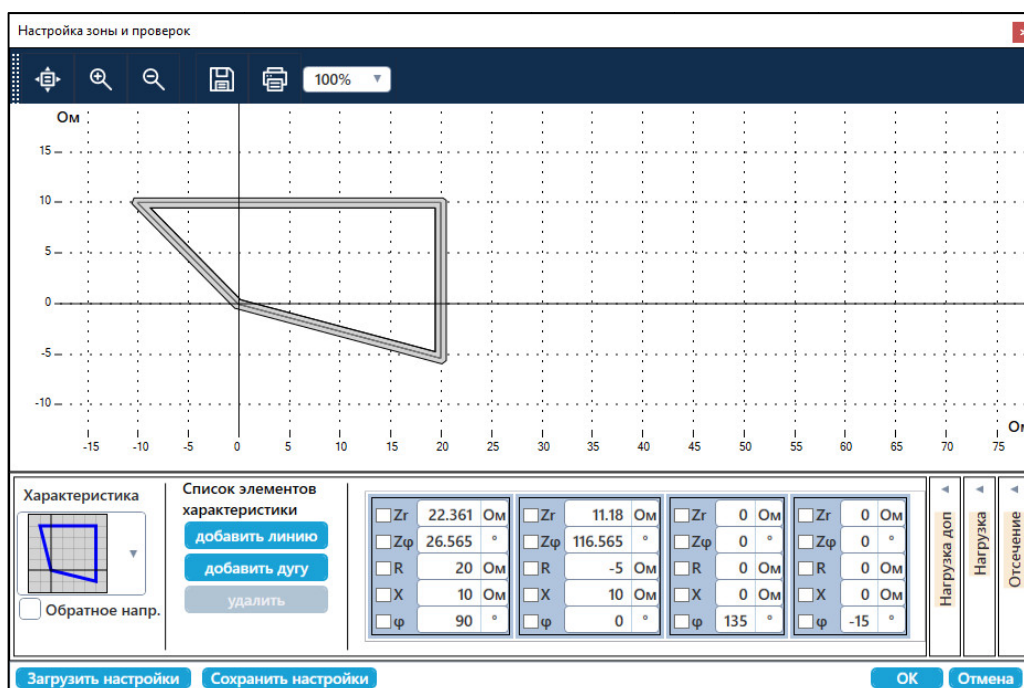 Настройка зоны и проверок
100%
Ом
15
10
5
0
-5
-10
-15 -10 -5 0 5 10 15 20 25 30 35 40 45 50 55 60 65 70 75
Характеристика
Обратное напр.
Список элементов
характеристики
добавить линию
добавить дугу
удалить
Zr 22.361 Ом Zr 11.18 Ом Zr 0 Ом Zr 0 Ом
Zφ 26.565 ° Zφ 116.565 ° Zφ 0 ° Zφ 0 °
R 20 Ом R -5 Ом R 0 Ом R 0 Ом
X 10 Ом X 10 Ом X 0 Ом X 0 Ом
φ 90 ° φ 0 ° φ 135 ° φ -15 °
Нагрузка доп
Нагрузка
Отсечение
Загрузить настройки Сохранить настройки ОК Отмена